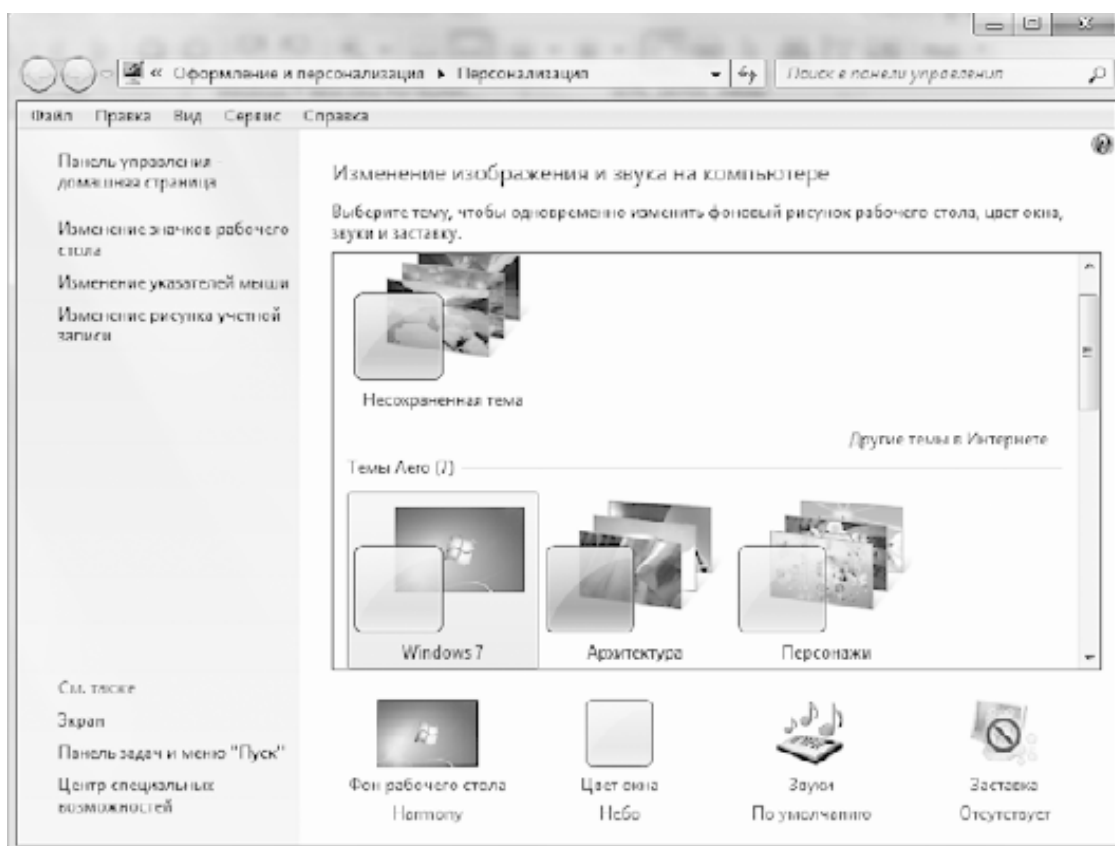 « Оформление и персонализация ▸ Персонализация
Поиск в панели управления
Файл Правка Вид Сервис Справка
Панель управления -
домашняя страница
Изменение значков рабочего
стола
Изменение указателей мыши
Изменение рисунка учетной
записи
Изменение изображения и звука на компьютере
Выберите тему, чтобы одновременно изменить фоновый рисунок рабочего стола, цвет окна,
звуки и заставку.
Несохраненная тема
Другие темы в Интернете
Темы Aero (7)
Windows 7
Архитектура
Персонажи
См. также
Экран
Панель задач и меню "Пуск"
Центр специальных
возможностей
Фон рабочего стола
Harmony
Цвет окна
Небо
Звуки
По умолчанию
Заставка
Отсутствует